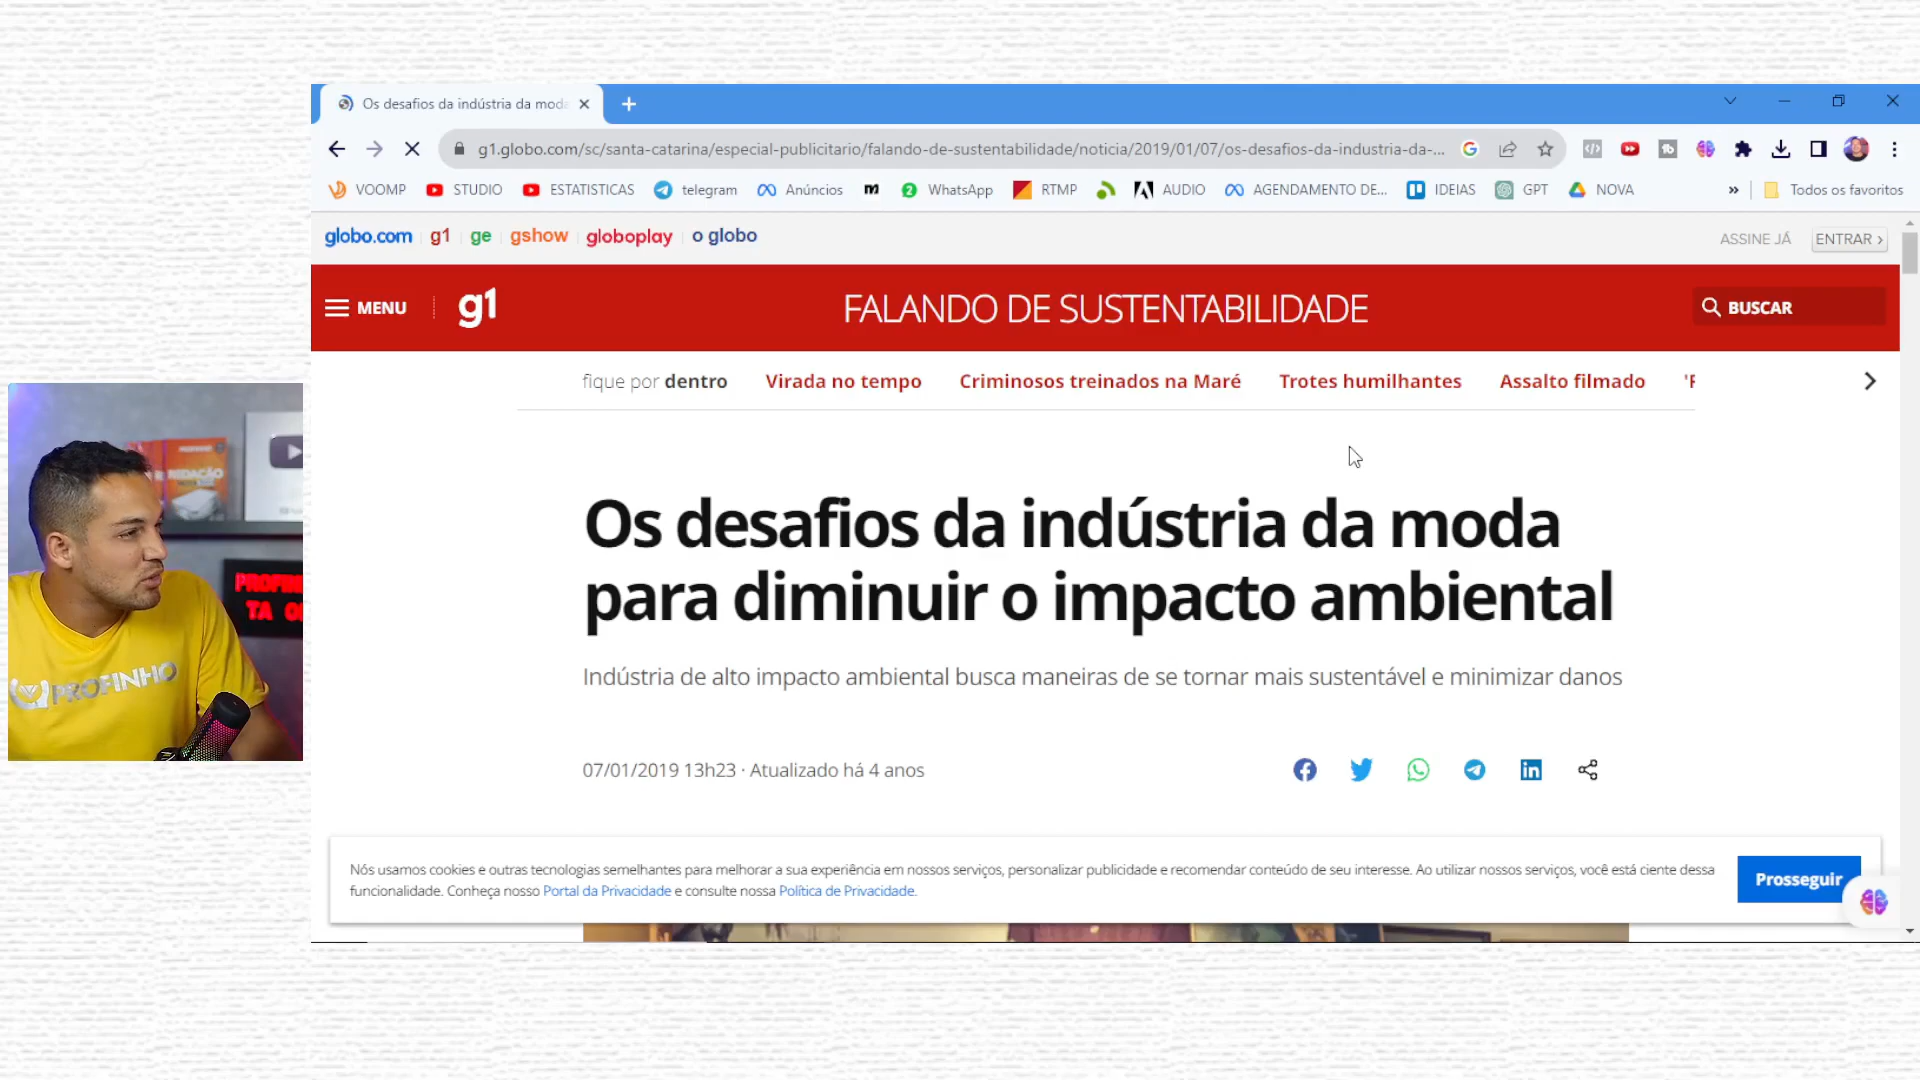 Os desafios da indústria da moda
g1.globo.com/sc/santa-catarina/especial-publicitario/falando-de-sustentabilidade/noticia/2019/01/07/os-desafios-da-industria-da-...
VOOMP STUDIO ESTATISTICAS telegram Anúncios WhatsApp RTMP AUDIO AGENDAMENTO DE... IDEIAS GPT NOVA » Todos os favoritos
globo.com g1 ge gshow globoplay o globo ASSINE JÁ ENTRAR ›
MENU g1 FALANDO DE SUSTENTABILIDADE BUSCAR
fique por dentro Virada no tempo Criminosos treinados na Maré Trotes humilhantes Assalto filmado
Os desafios da indústria da moda
para diminuir o impacto ambiental
Indústria de alto impacto ambiental busca maneiras de se tornar mais sustentável e minimizar danos
07/01/2019 13h23 · Atualizado há 4 anos
Nós usamos cookies e outras tecnologias semelhantes para melhorar a sua experiência em nossos serviços, personalizar publicidade e recomendar conteúdo de seu interesse. Ao utilizar nossos serviços, você está ciente dessa
funcionalidade. Conheça nosso Portal da Privacidade e consulte nossa Política de Privacidade.
Prosseguir
REDAÇÃO
PROFINHO